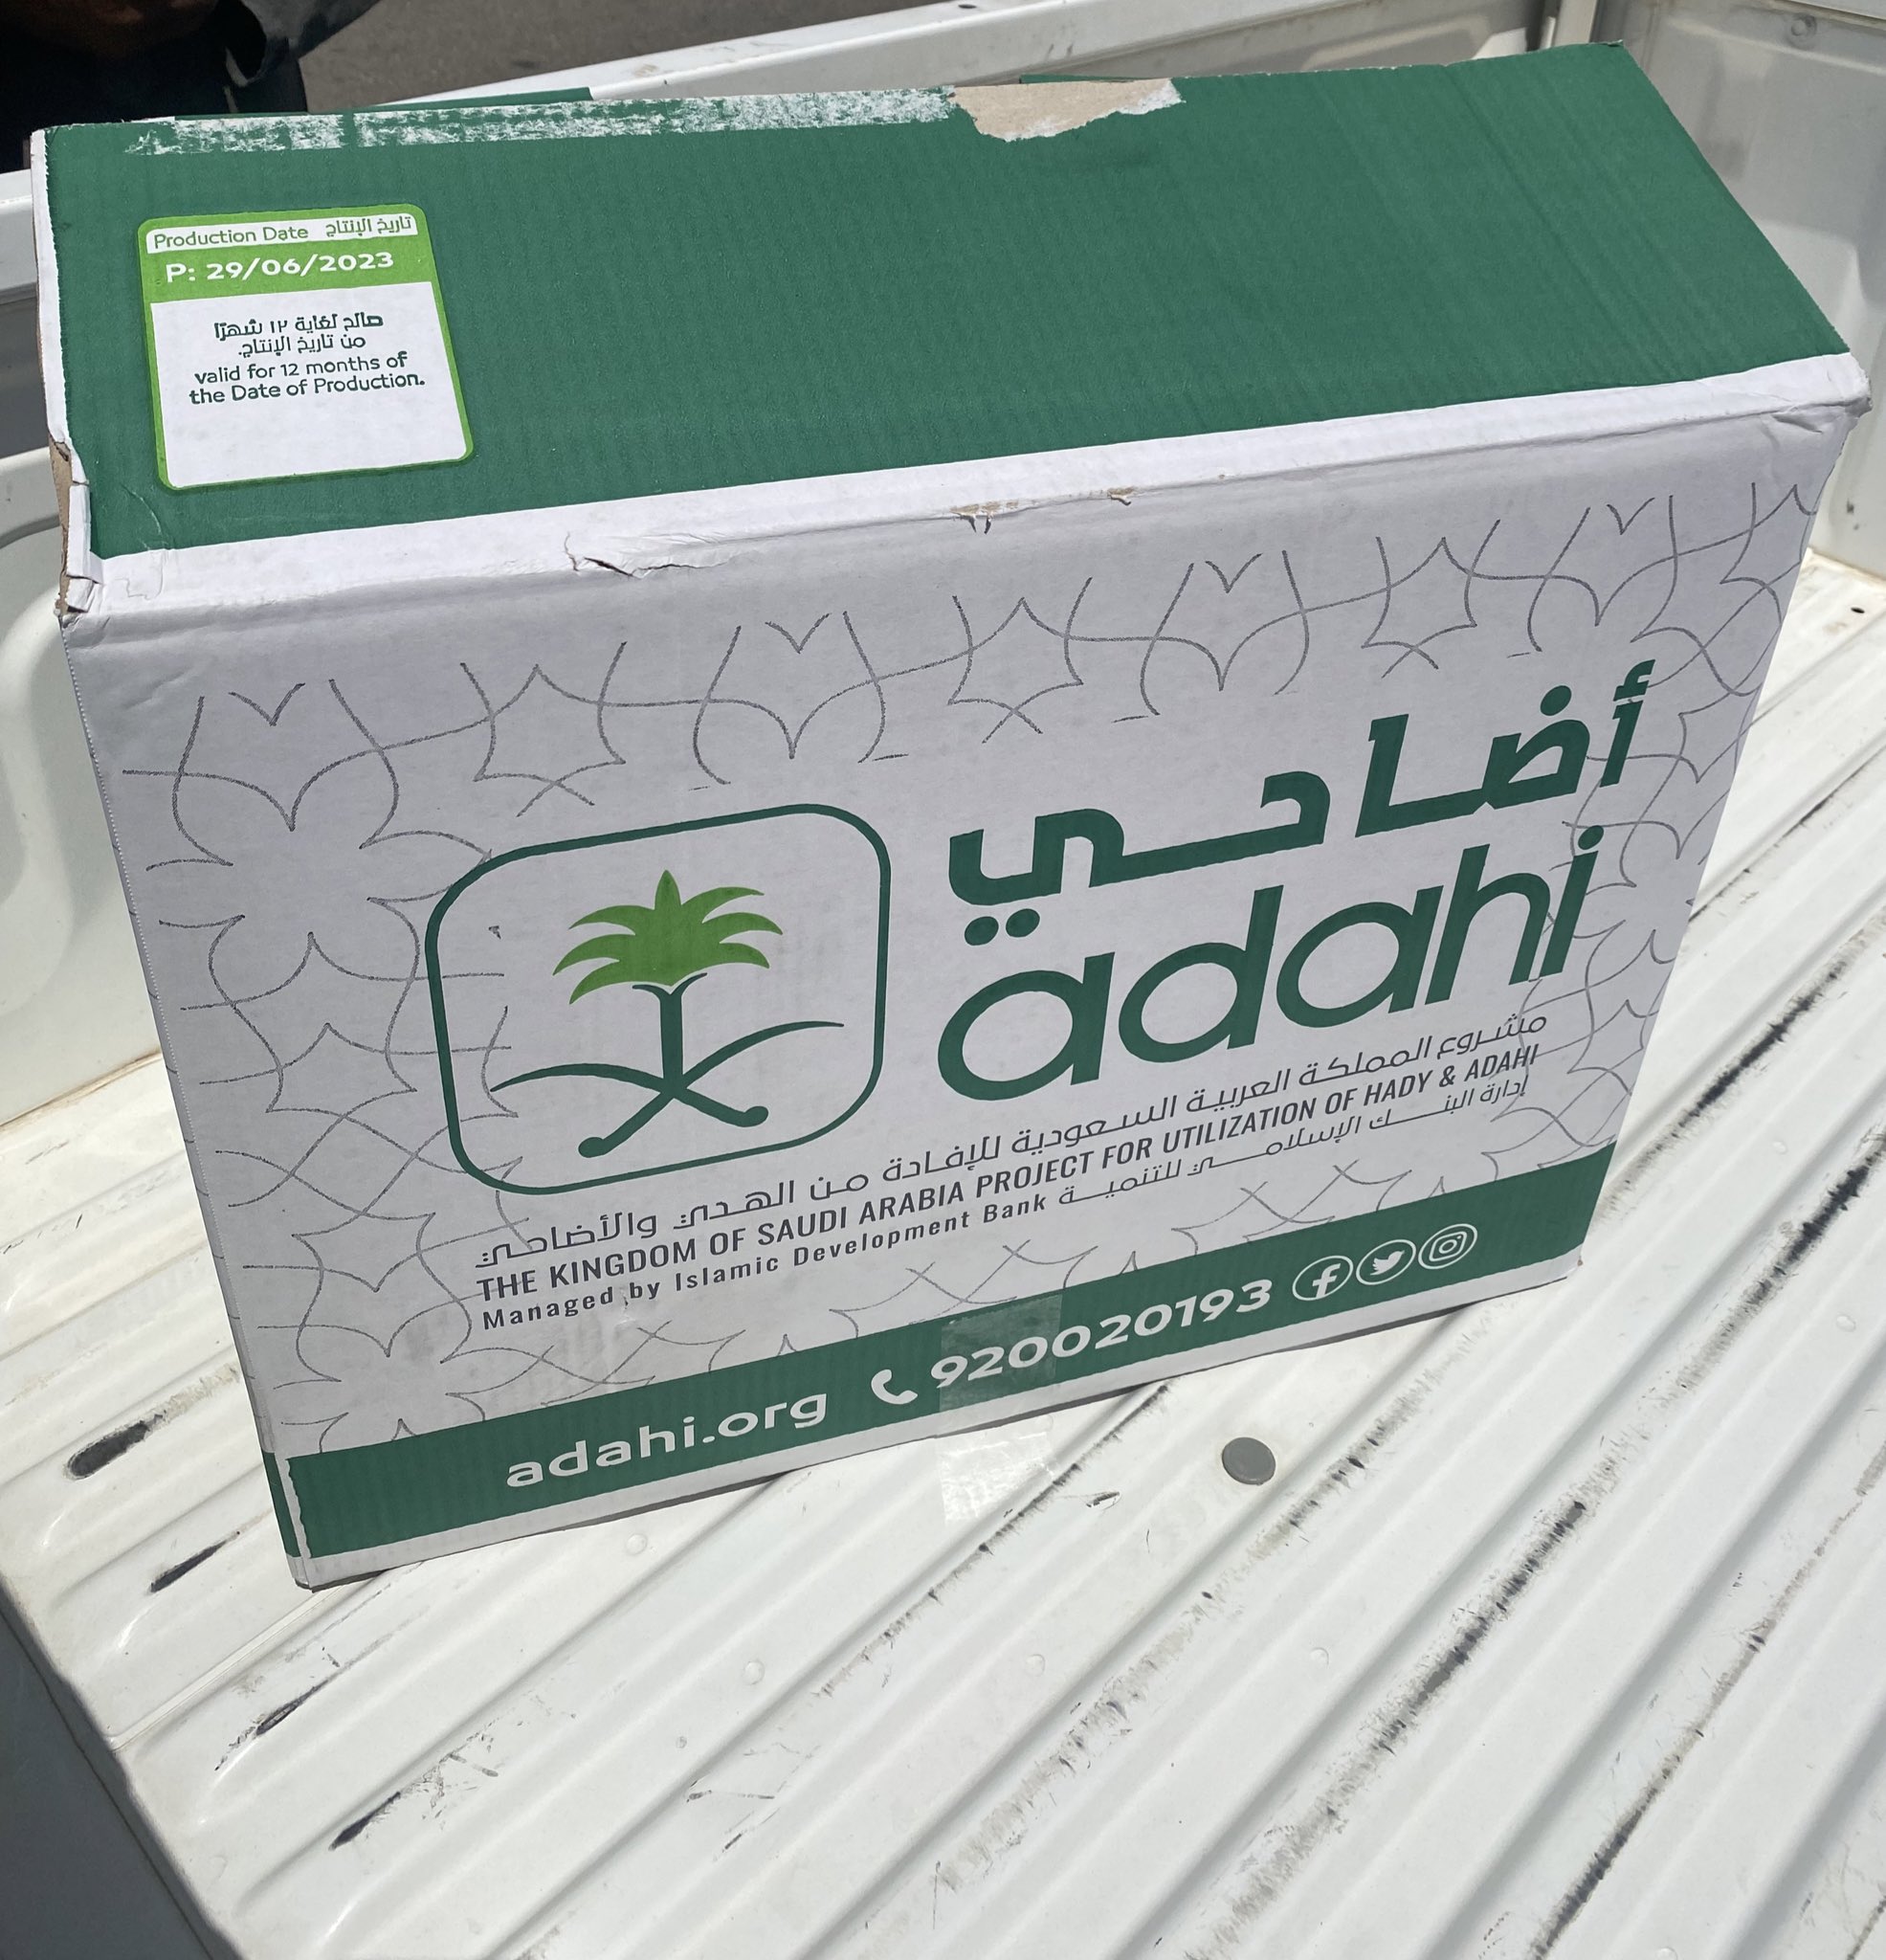 Production Date تاريخ الإنتاج
P: 29/06/2023
صالح لغاية ١٢ شهرًا
من تاريخ الإنتاج.
valid for 12 months of
the Date of Production.
أضاحي
adahi
مشروع المملكة العربية السعودية للإفادة من الهدي والأضاحي
THE KINGDOM OF SAUDI ARABIA PROJECT FOR UTILIZATION OF HADY & ADAHI
Managed by Islamic Development Bank إدارة البنك الإسلامي للتنمية
adahi.org 920020193